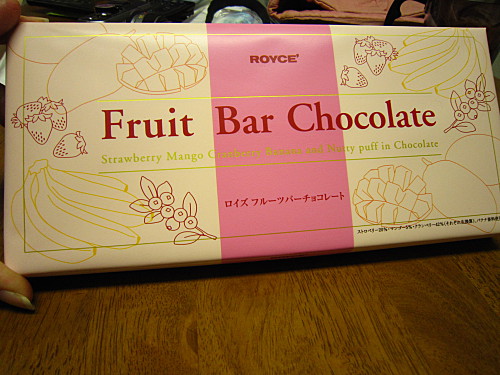 ROYCE'
Fruit Bar Chocolate
Strawberry Mango Cranberry Banana and Nutty puff in Chocolate
ロイズ フルーツバーチョコレート